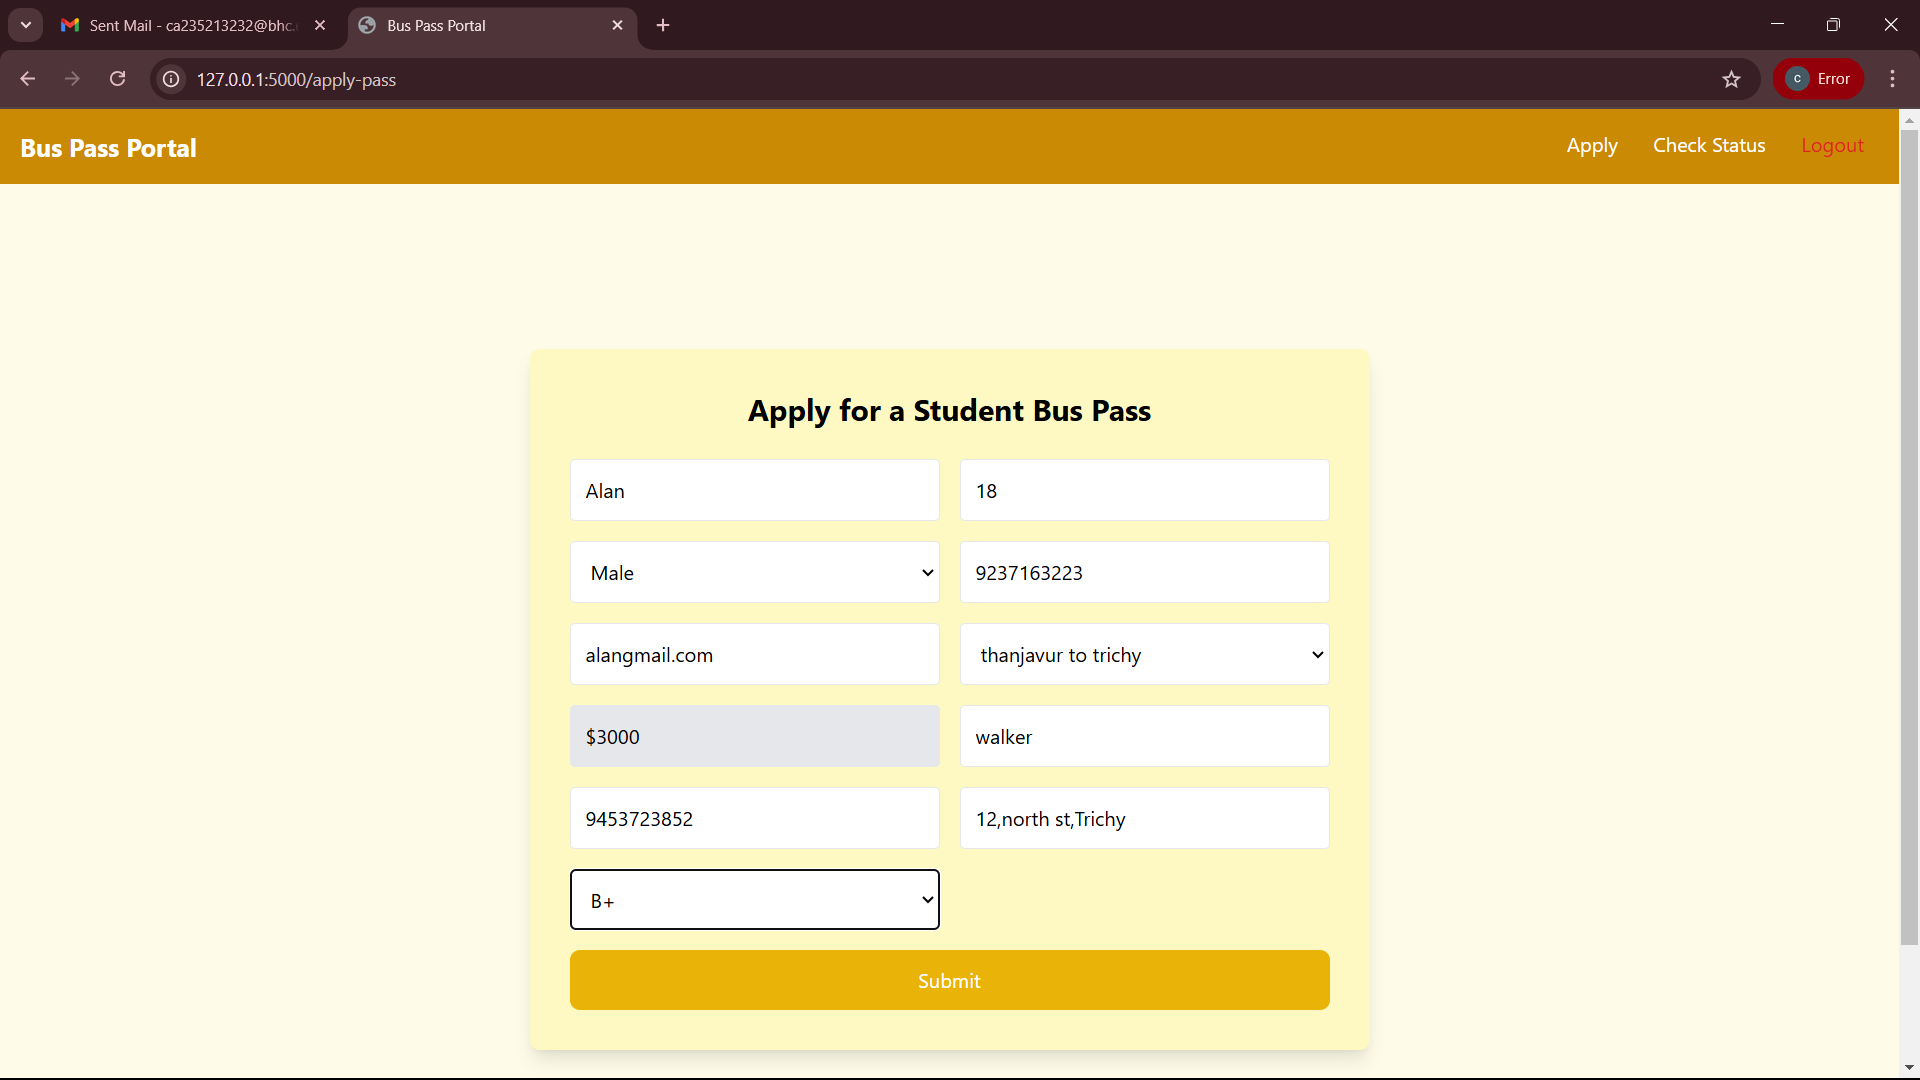 Sent Mail - ca235213232@bhc.
Bus Pass Portal
127.0.0.1:5000/apply-pass
C
Error
Bus Pass Portal
Apply
Check Status
Logout
Apply for a Student Bus Pass
Alan
18
Male
9237163223
alangmail.com
thanjavur to trichy
$3000
walker
9453723852
12,north st,Trichy
B+
Submit